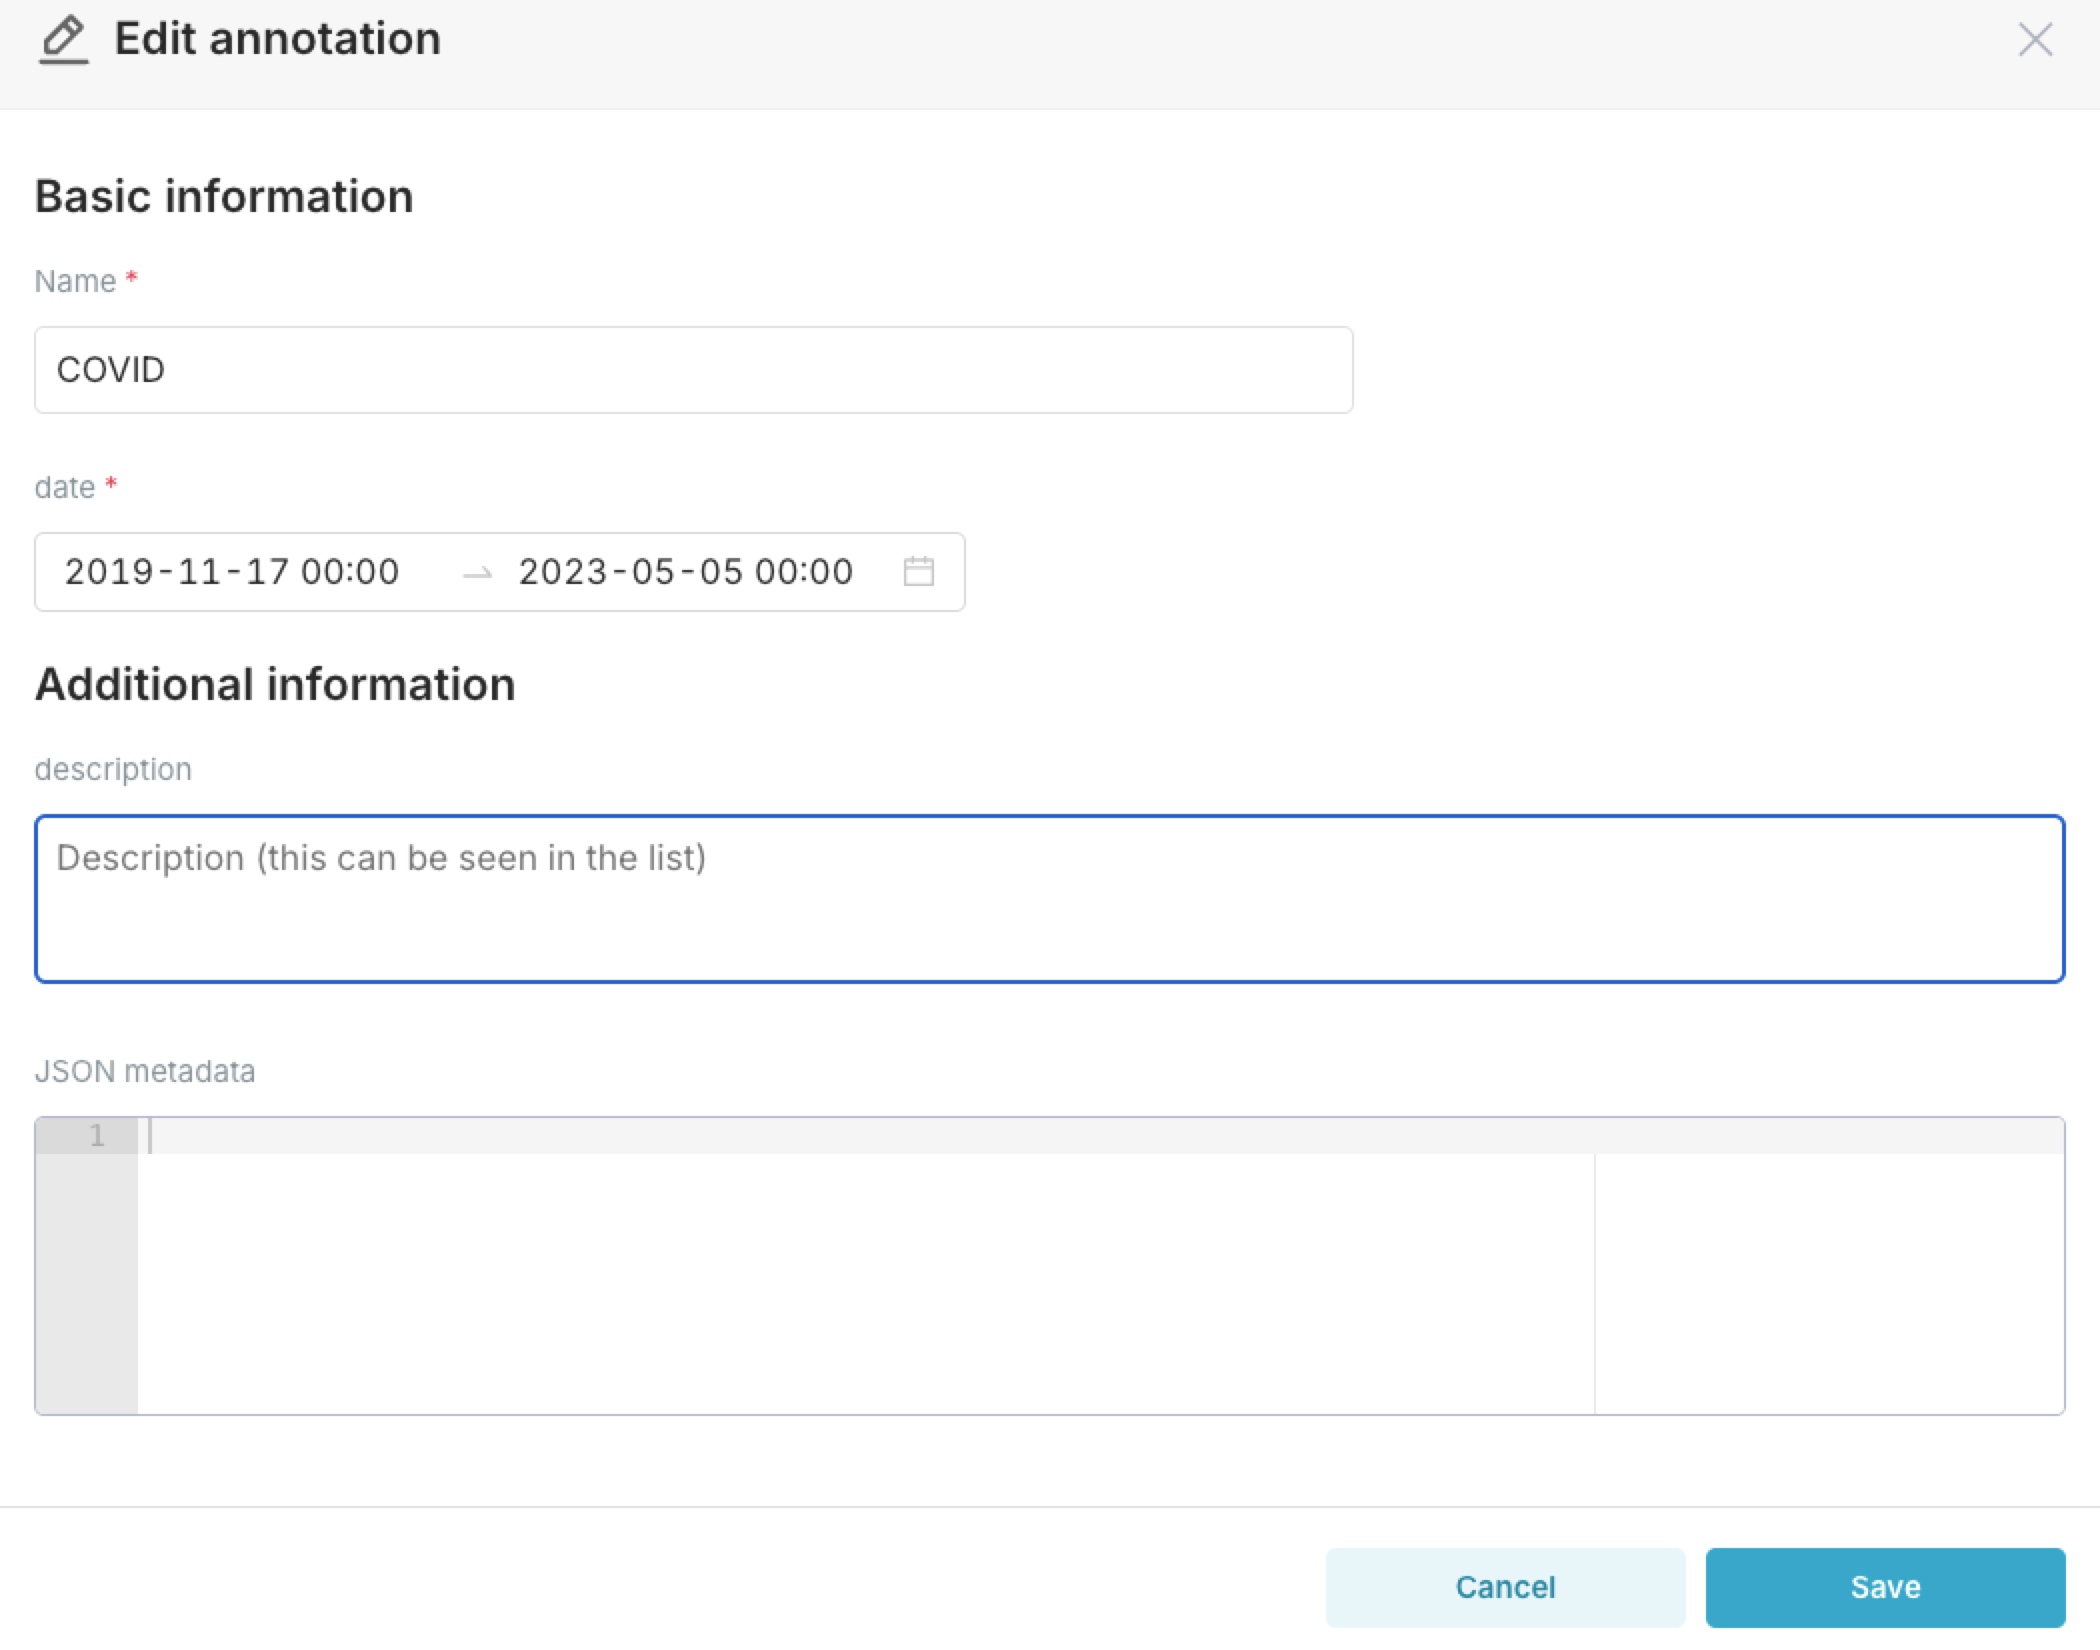 Edit annotation
Basic information
Name *
COVID
date *
2019-11-17 00:00 → 2023-05-05 00:00
Additional information
description
Description (this can be seen in the list)
JSON metadata
1
Cancel Save